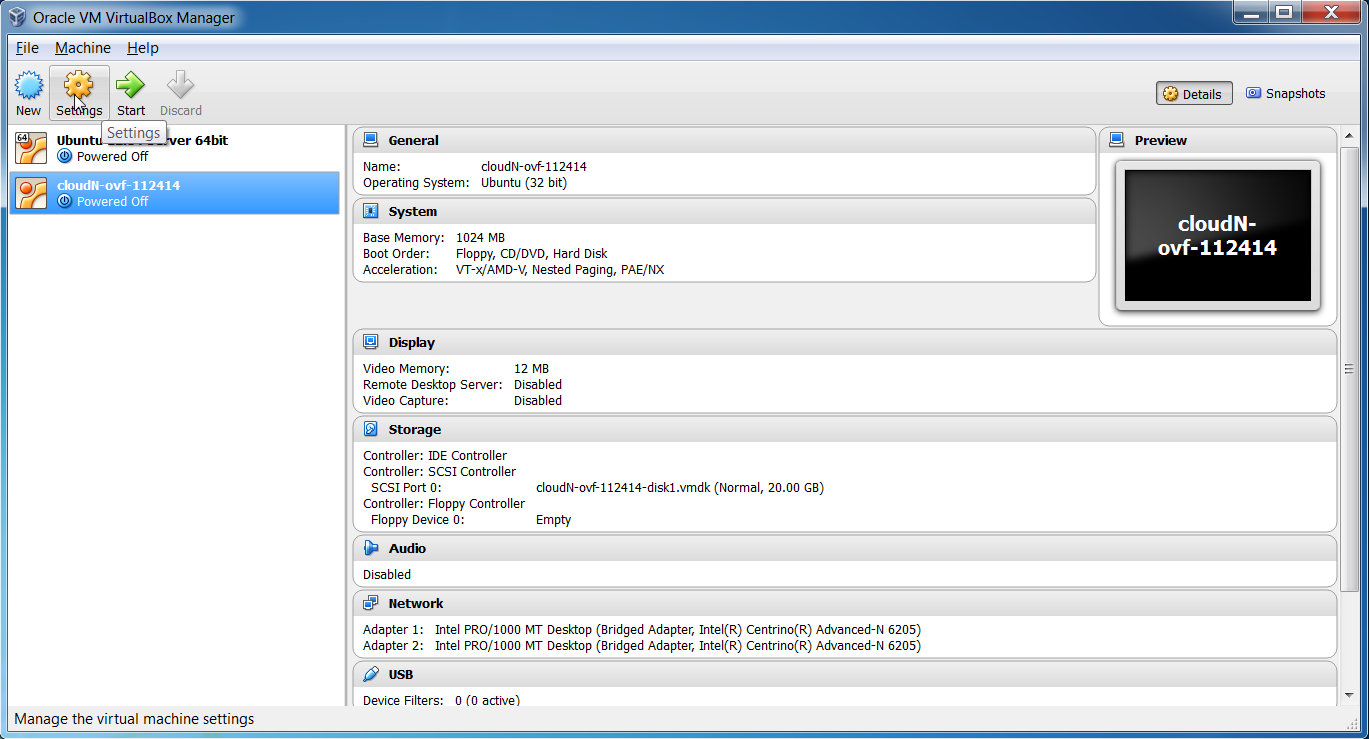 Oracle VM VirtualBox Manager
File Machine Help
New Settings Start Discard
Details Snapshots
Settings
64
Ubuntu Server 64bit
Powered Off
cloudN-ovf-112414
Powered Off
General
Name: cloudN-ovf-112414
Operating System: Ubuntu (32 bit)
System
Base Memory: 1024 MB
Boot Order: Floppy, CD/DVD, Hard Disk
Acceleration: VT-x/AMD-V, Nested Paging, PAE/NX
Preview
cloudN-
ovf-112414
Display
Video Memory: 12 MB
Remote Desktop Server: Disabled
Video Capture: Disabled
Storage
Controller: IDE Controller
Controller: SCSI Controller
SCSI Port 0: cloudN-ovf-112414-disk1.vmdk (Normal, 20.00 GB)
Controller: Floppy Controller
Floppy Device 0: Empty
Audio
Disabled
Network
Adapter 1: Intel PRO/1000 MT Desktop (Bridged Adapter, Intel(R) Centrino(R) Advanced-N 6205)
Adapter 2: Intel PRO/1000 MT Desktop (Bridged Adapter, Intel(R) Centrino(R) Advanced-N 6205)
USB
Device Filters: 0 (0 active)
Manage the virtual machine settings